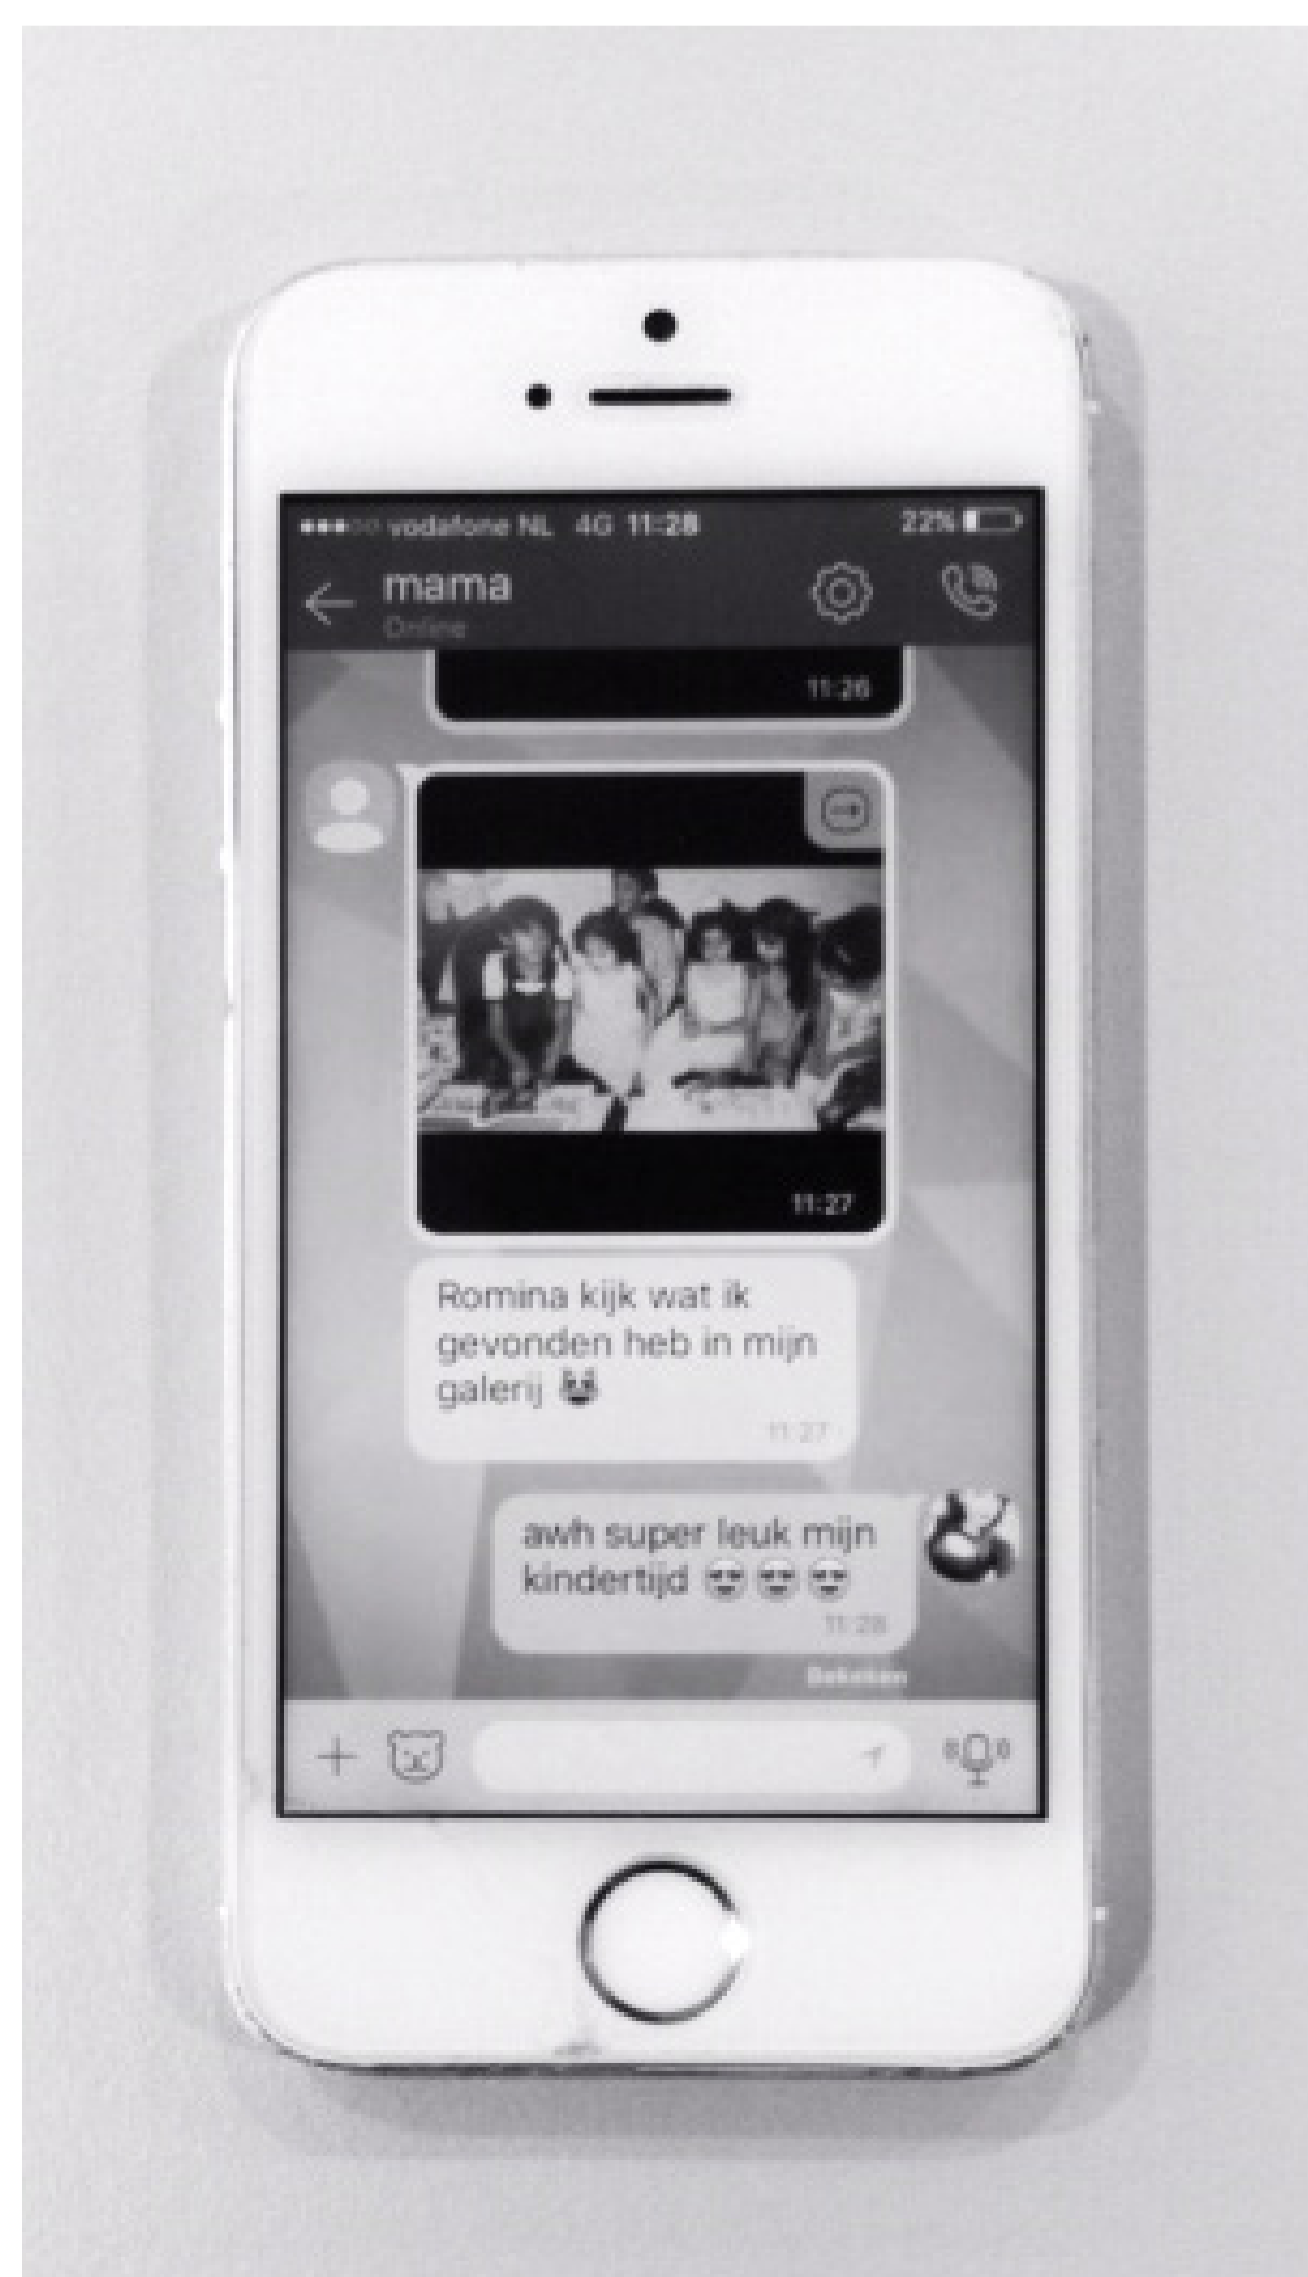 vodafone NL 4G 11:28 22%
mama
Online
11:26
11:27
Romina kijk wat ik
gevonden heb in mijn
galerij
11:27
awh super leuk mijn
kindertijd
11:28
Bekeken